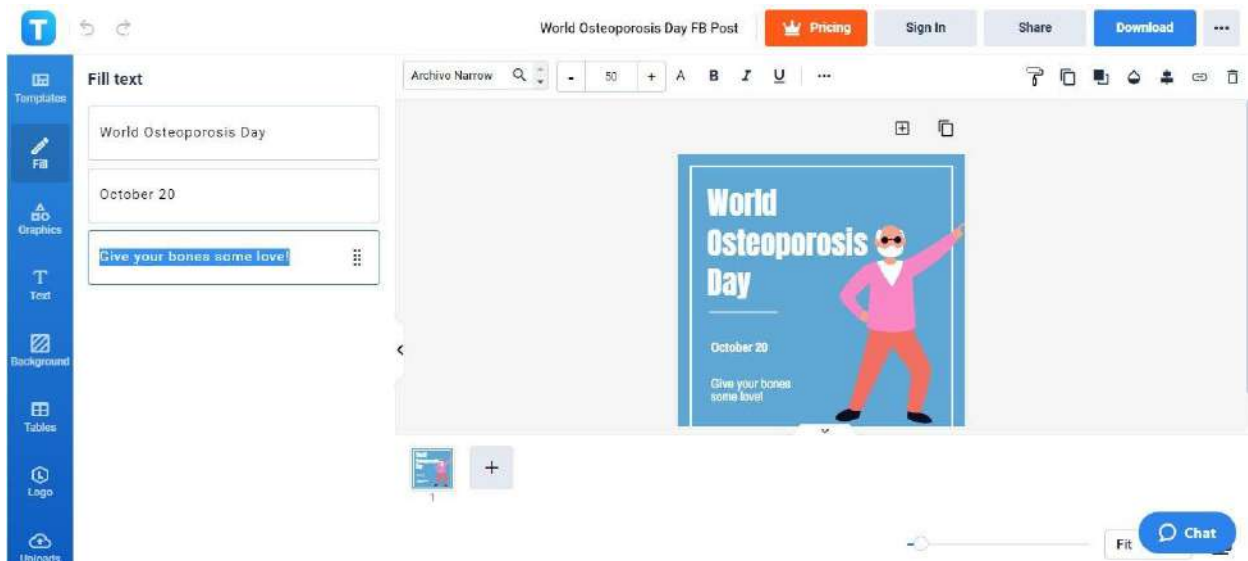 T
World Osteoporosis Day FB Post
Pricing
Sign In
Share
Download
Templates
Fill
Graphics
Text
Background
Tables
Logo
Uploads
Fill text
World Osteoporosis Day
October 20
Give your bones some love!
Archivo Narrow
- 50 +
A B I U
World
Osteoporosis
Day
October 20
Give your bones
some love!
1
Fit
Chat